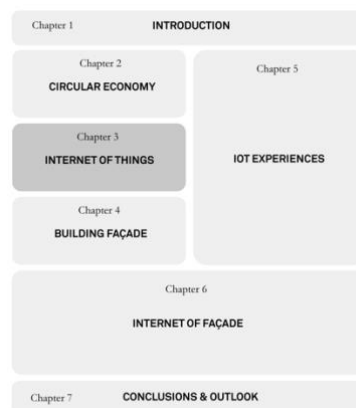 Chapter 1 INTRODUCTION
Chapter 2
CIRCULAR ECONOMY
Chapter 3
INTERNET OF THINGS
Chapter 4
BUILDING FAÇADE
Chapter 5
IOT EXPERIENCES
Chapter 6
INTERNET OF FAÇADE
Chapter 7 CONCLUSIONS & OUTLOOK